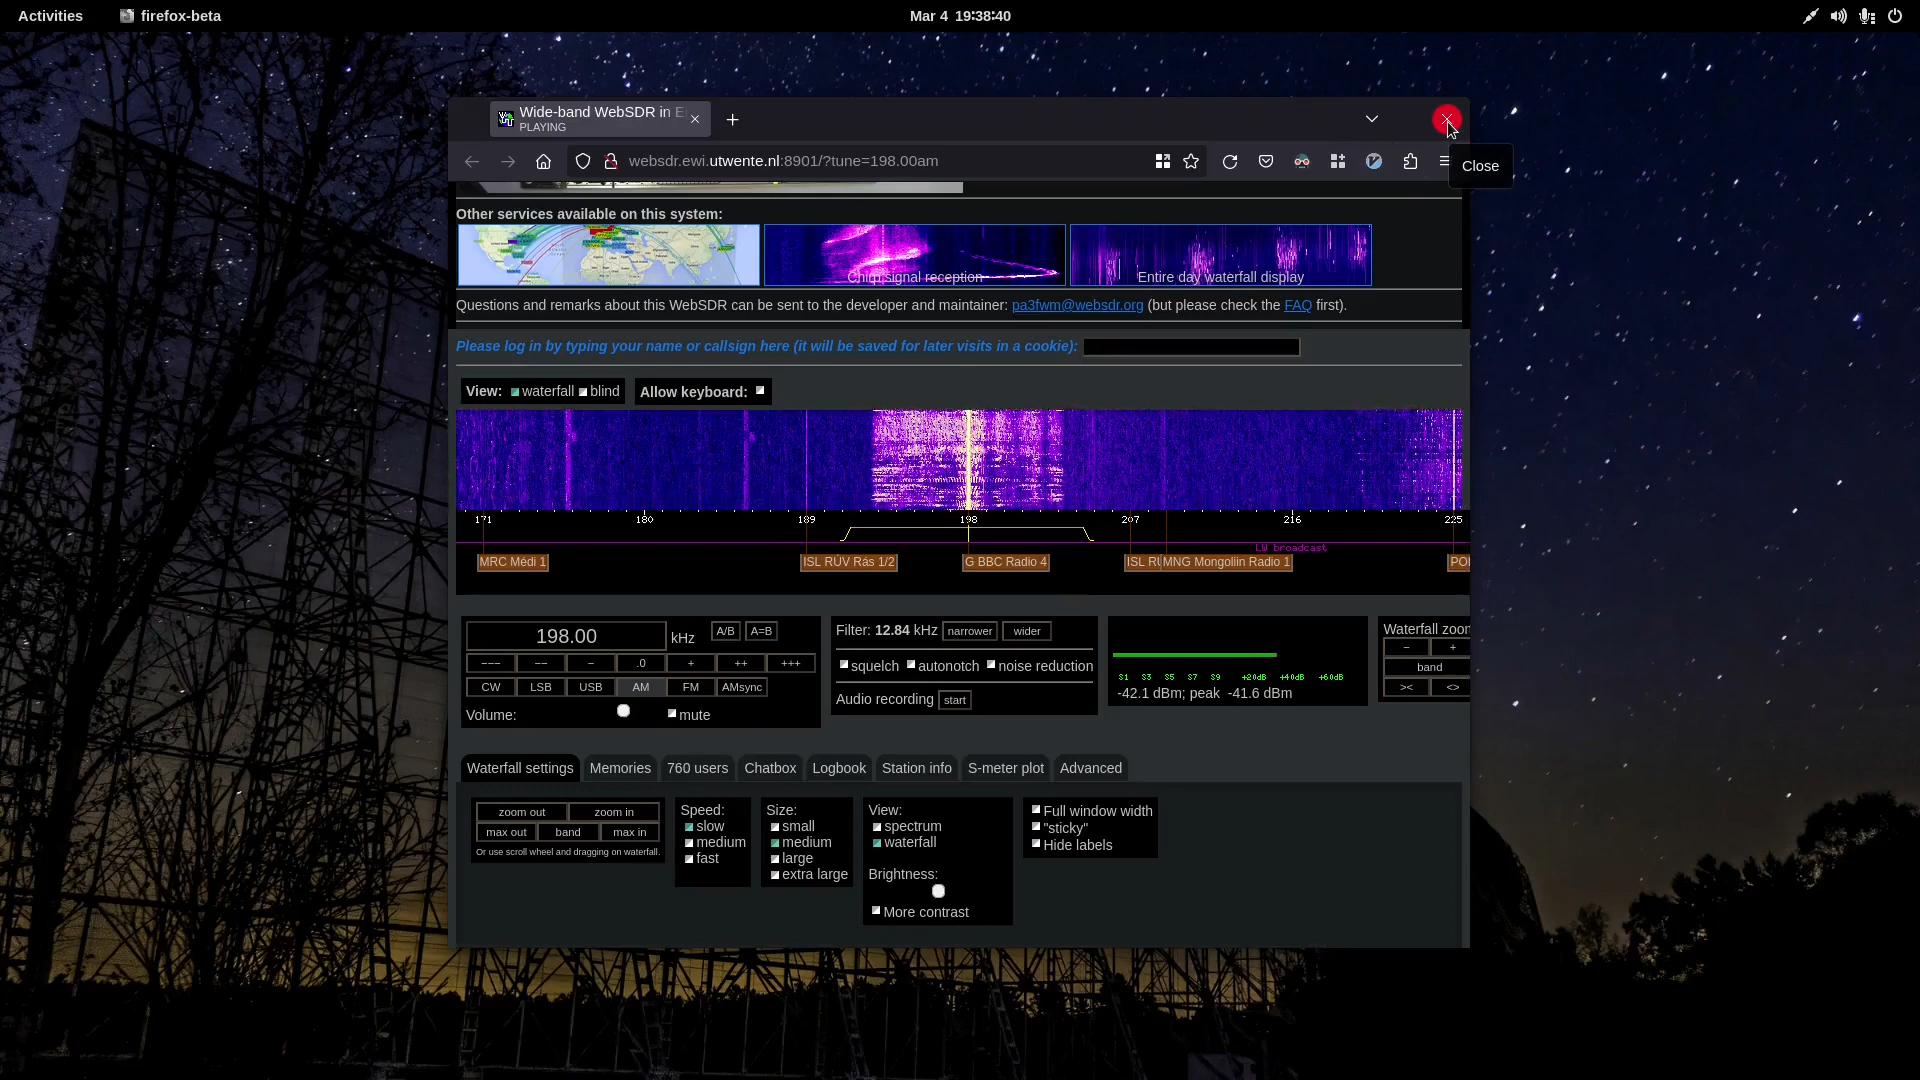 Activities
firefox-beta
Mar 4 19:38:40
Wide-band WebSDR in E
PLAYING
websdr.ewi.utwente.nl:8901/?tune=198.00am
Close
Other services available on this system:
Chirp signal reception
Entire day waterfall display
Questions and remarks about this WebSDR can be sent to the developer and maintainer: pa3fwm@websdr.org (but please check the FAQ first).
Please log in by typing your name or callsign here (it will be saved for later visits in a cookie):
View: waterfall blind
Allow keyboard:
171 180 189 198 207 216 225
LW broadcast
MRC Médi 1
ISL RÚV Rás 1/2
G BBC Radio 4
ISL RÚ
MNG Mongoliin Radio 1
198.00 kHz A/B A=B
--- -- - .0 + ++ +++
CW LSB USB AM FM AMsync
Volume: mute
Filter: 12.84 kHz narrower wider
squelch autonotch noise reduction
Audio recording start
S1 S3 S5 S7 S9 +20dB +40dB +60dB
-42.1 dBm; peak -41.6 dBm
Waterfall zoom
- +
band
>< <>
Waterfall settings Memories 760 users Chatbox Logbook Station info S-meter plot Advanced
zoom out zoom in
max out band max in
Or use scroll wheel and dragging on waterfall.
Speed:
slow
medium
fast
Size:
small
medium
large
extra large
View:
spectrum
waterfall
Brightness:
More contrast
Full window width
"sticky"
Hide labels